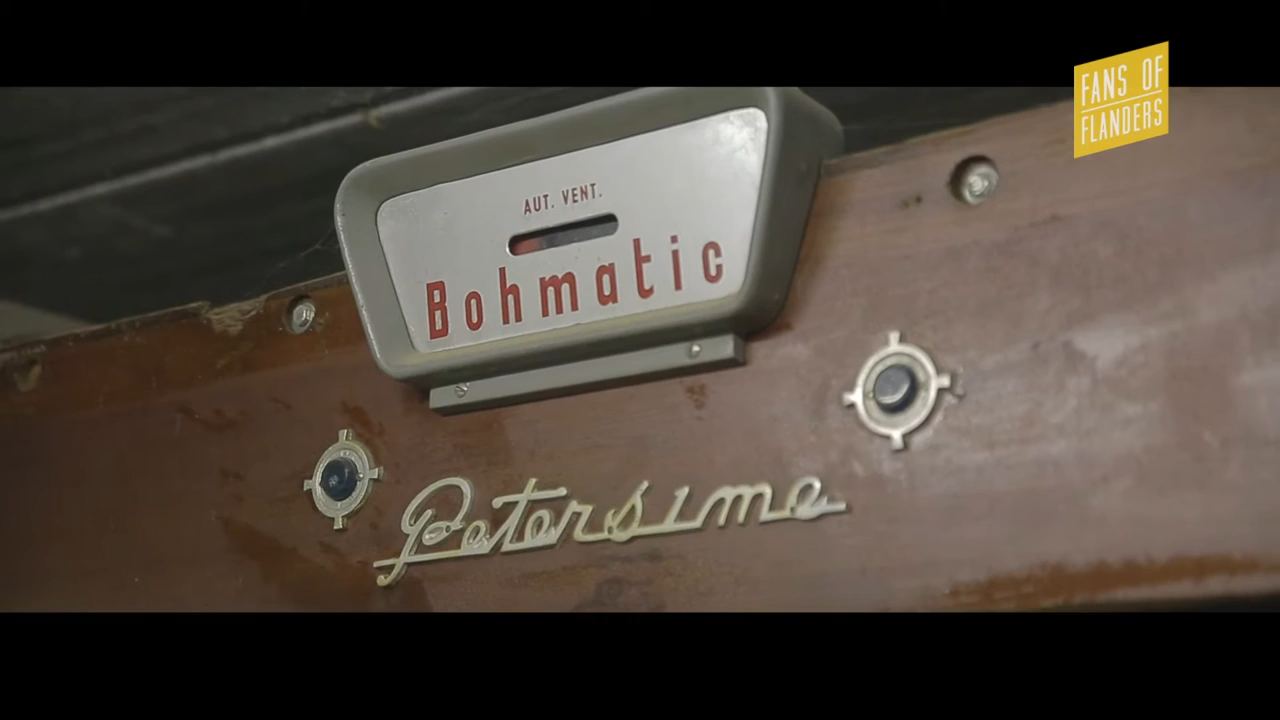 FANS OF
FLANDERS
AUT. VENT.
Bohmatic
Petersime